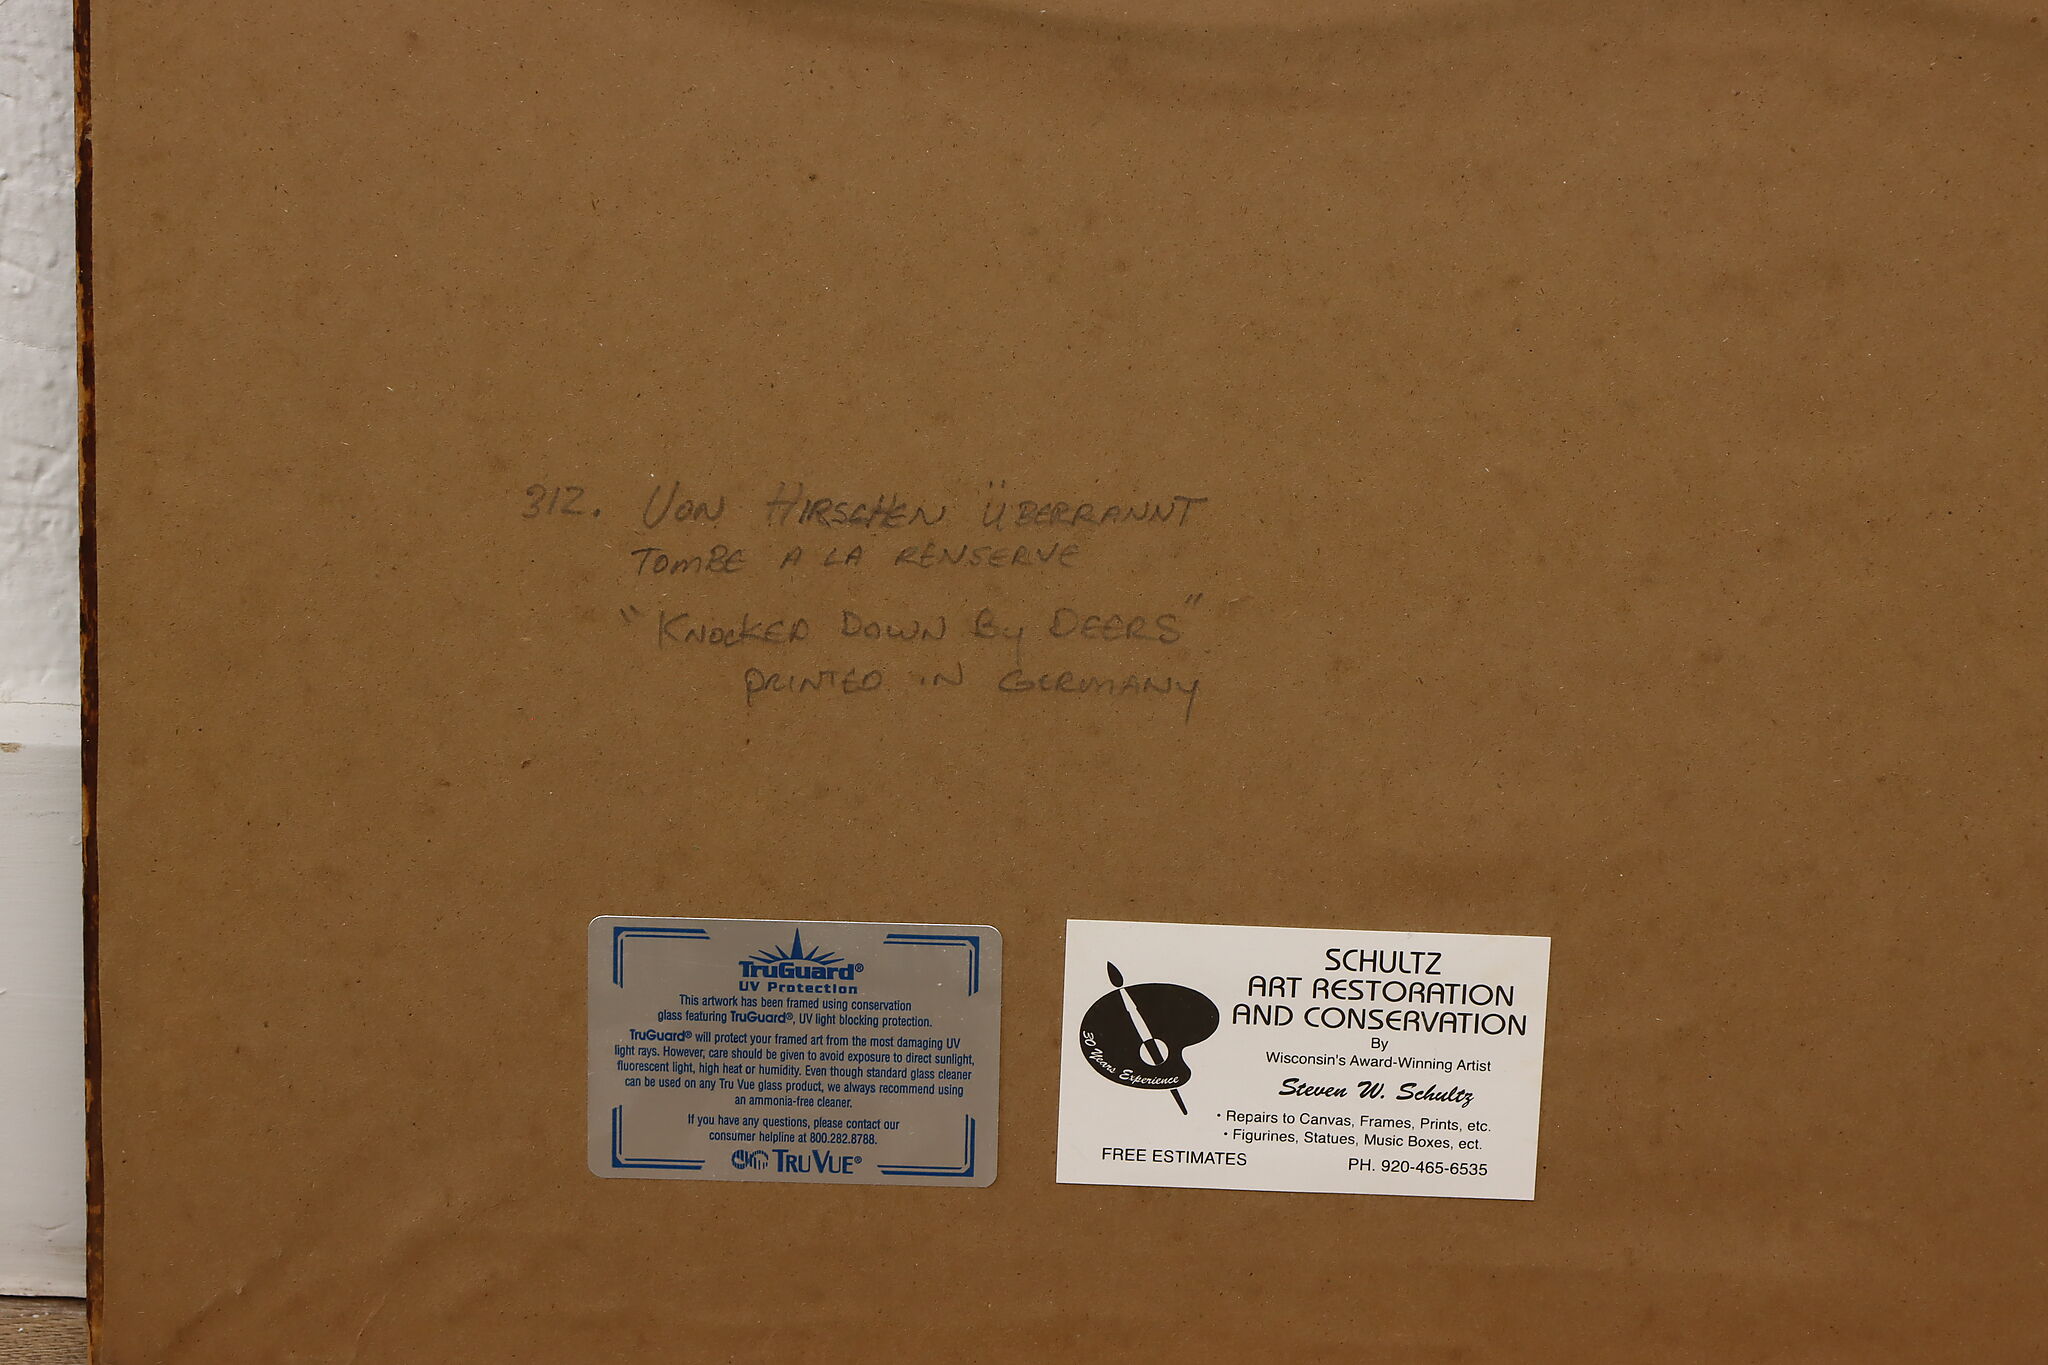 312. VON HIRSCHEN ÜBERRANNT
TOMBE A LA RENSERVE
"KNOCKED DOWN By DEERS"
PRINTED IN GERMANY
TruGuard®
UV Protection
This artwork has been framed using conservation
glass featuring TruGuard®, UV light blocking protection.
TruGuard® will protect your framed art from the most damaging UV
light rays. However, care should be given to avoid exposure to direct sunlight,
fluorescent light, high heat or humidity. Even though standard glass cleaner
can be used on any Tru Vue glass product, we always recommend using
an ammonia-free cleaner.
If you have any questions, please contact our
consumer helpline at 800.282.8788.
TRU VUE®
SCHULTZ
ART RESTORATION
AND CONSERVATION
By
Wisconsin's Award-Winning Artist
Steven W. Schultz
30 Years Experience
• Repairs to Canvas, Frames, Prints, etc.
• Figurines, Statues, Music Boxes, ect.
FREE ESTIMATES PH. 920-465-6535